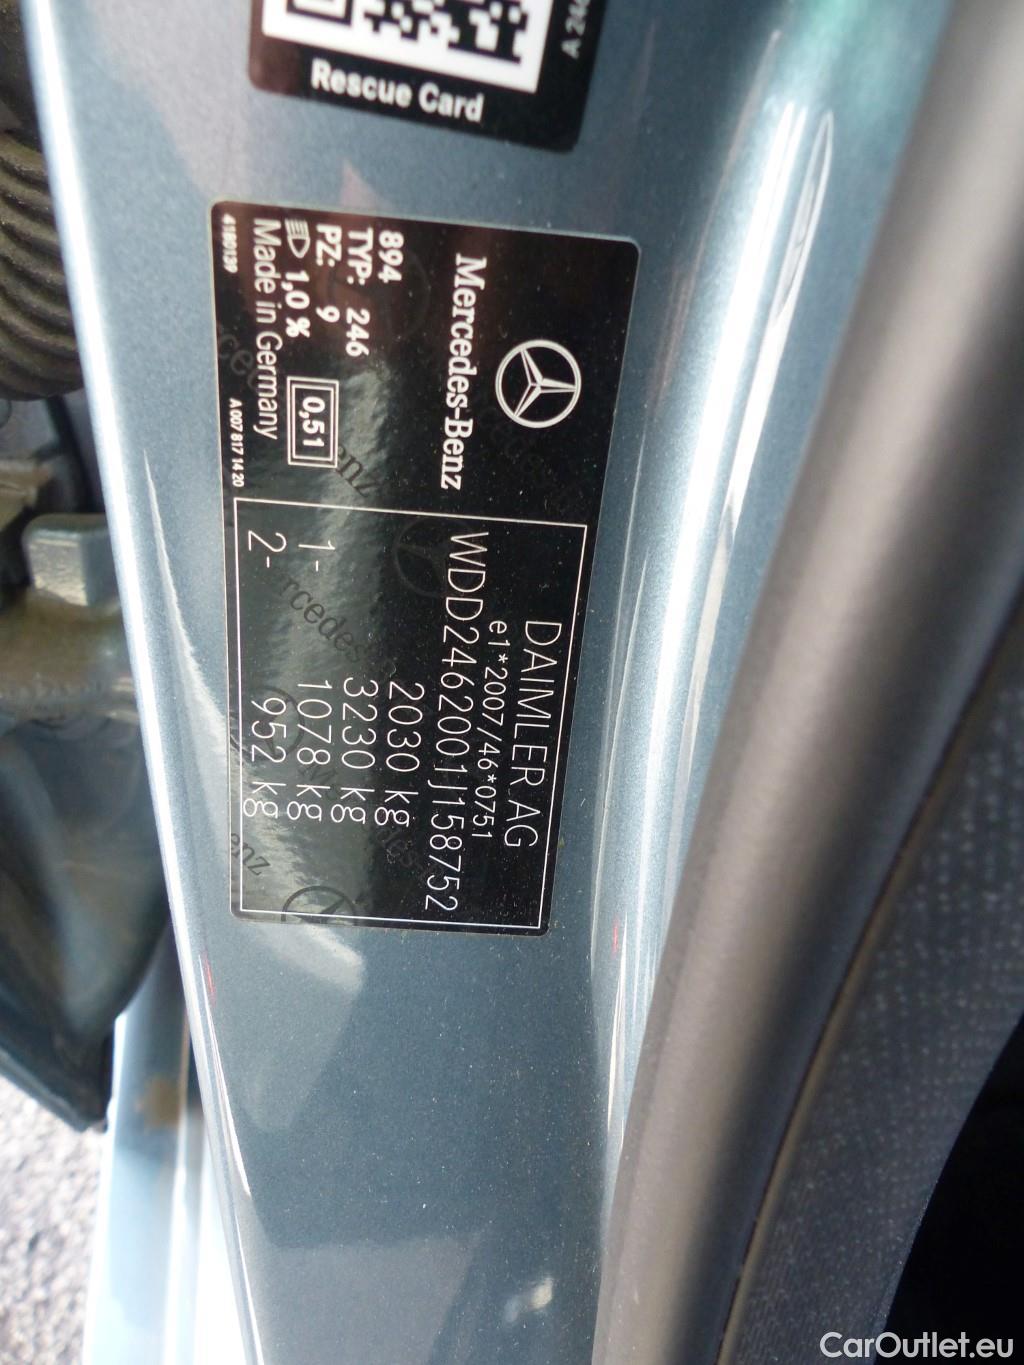 Rescue Card
A 246
Mercedes-Benz
894
TYP: 246
PZ: 9
1,0 %
0,51
Made in Germany
41B0139
A 007 817 14 20
DAIMLER AG
e1*2007/46*0751
WDD2462001J158752
2030 kg
3230 kg
1- 1078 kg
2- 952 kg
CarOutlet.eu